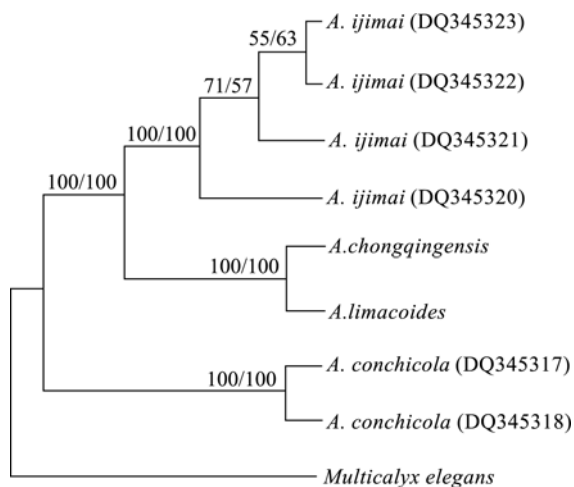 A. ijimai (DQ345323)
55/63
A. ijimai (DQ345322)
71/57
A. ijimai (DQ345321)
100/100
A. ijimai (DQ345320)
100/100
A.chongqingensis
100/100
A.limacoides
A. conchicola (DQ345317)
100/100
A. conchicola (DQ345318)
Multicalyx elegans